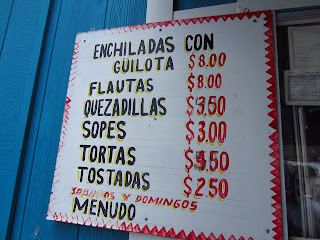 ENCHILADAS CON
GUILOTA $8.00
FLAUTAS $8.00
QUEZADILLAS $3.50
SOPES $3.00
TORTAS $4.50
TOSTADAS $2.50
SABADOS Y DOMINGOS
MENUDO